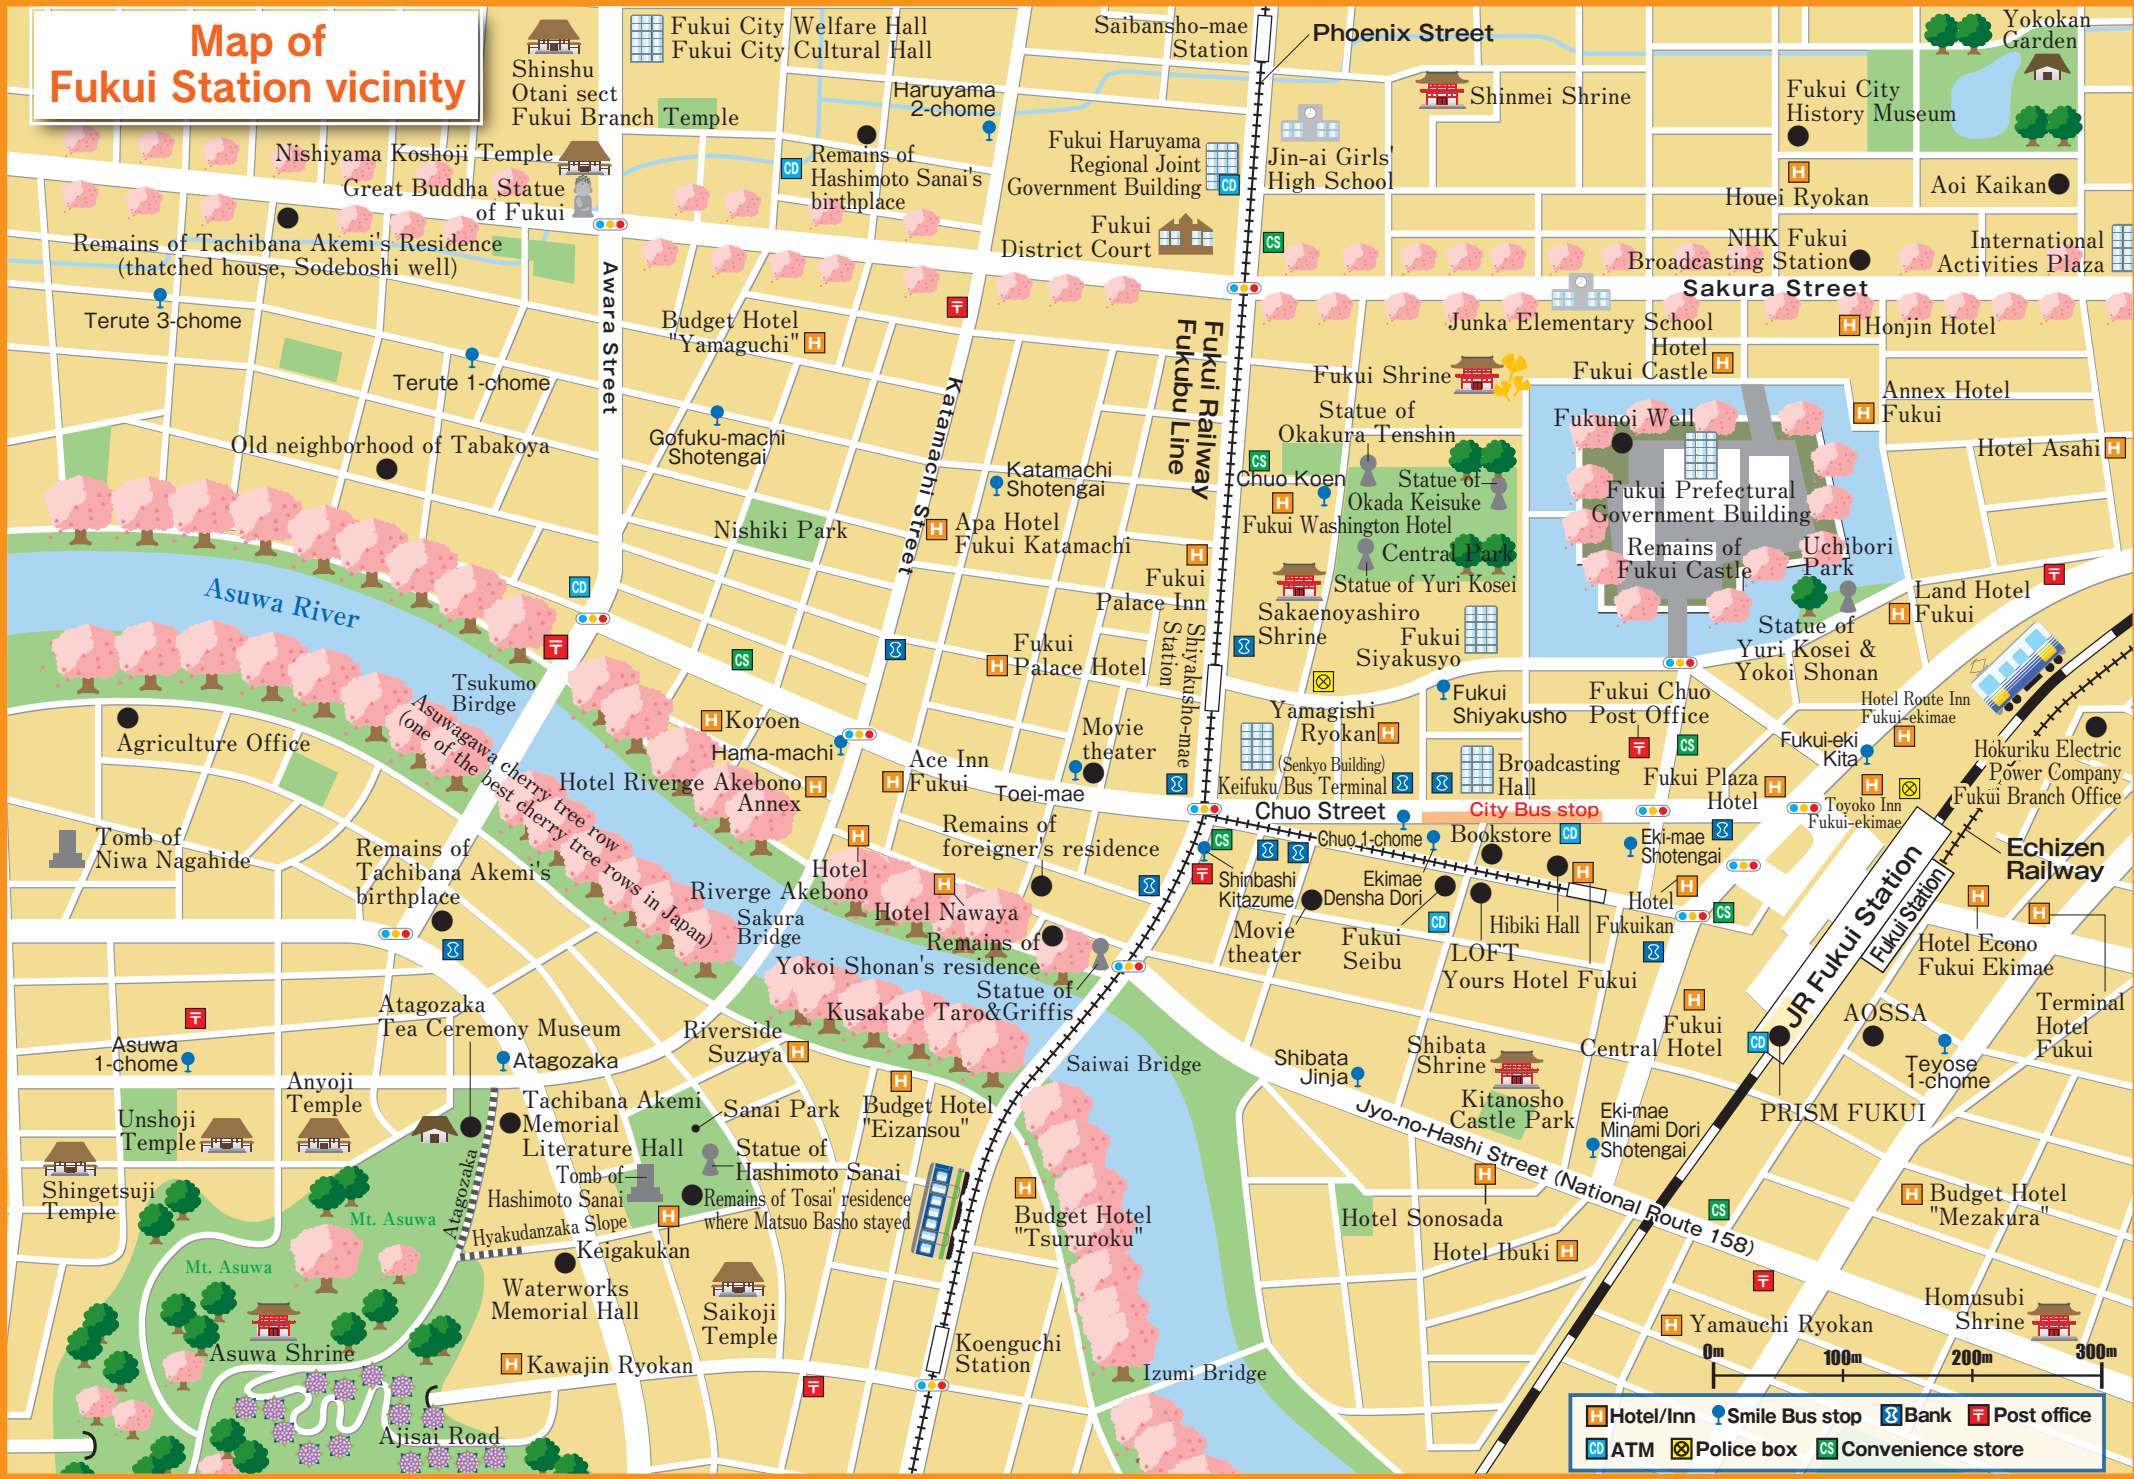 Map of
Fukui Station vicinity
Shinshu
Otani sect
Fukui Branch Temple
Fukui City Welfare Hall
Fukui City Cultural Hall
Saibansho-mae
Station
Phoenix Street
Yokokan
Garden
Haruyama
2-chome
Shinmei Shrine
Fukui City
History Museum
Nishiyama Koshoji Temple
Great Buddha Statue
of Fukui
CD
Remains of
Hashimoto Sanai's
birthplace
Fukui Haruyama
Regional Joint
Government Building
CD
Jin-ai Girls'
High School
H
Houei Ryokan
Aoi Kaikan
Remains of Tachibana Akemi's Residence
(thatched house, Sodeboshi well)
Fukui
District Court
CS
NHK Fukui
Broadcasting Station
International
Activities Plaza
Sakura Street
Terute 3-chome
Awara Street
Budget Hotel
"Yamaguchi"
H
〒
Junka Elementary School
H
Honjin Hotel
Terute 1-chome
Katamachi Street
Fukui Railway
Fukubu Line
Fukui Shrine
Hotel
Fukui Castle
H
Annex Hotel
Fukui
H
Gofuku-machi
Shotengai
Old neighborhood of Tabakoya
Statue of
Okakura Tenshin
Fukunoi Well
Hotel Asahi
H
Katamachi
Shotengai
CS
Chuo Koen
H
Statue of
Okada Keisuke
Fukui Washington Hotel
Fukui Prefectural
Government Building
Nishiki Park
H
Apa Hotel
Fukui Katamachi
Central Park
Statue of Yuri Kosei
Remains of
Fukui Castle
Uchibori
Park
Asuwa River
CD
H
Fukui
Palace Inn
Sakaenoyashiro
Shrine
Fukui
Siyakusyo
Statue of
Yuri Kosei &
Yokoi Shonan
H
Land Hotel
Fukui
〒
〒
CS
H
Fukui
Palace Hotel
Shiyakusho-mae
Station
Tsukumo
Birdge
Asuwagawa cherry tree row
(one of the best cherry tree rows in Japan)
H
Koroen
Hama-machi
Movie
theater
Yamagishi
Ryokan
H
Fukui
Shiyakusho
Fukui Chuo
Post Office
〒
CS
Hotel Route Inn
Fukui-ekimae
H
Agriculture Office
Hotel Riverge Akebono
Annex
H
H
Ace Inn
Fukui
Toei-mae
(Senkyo Building)
Keifuku Bus Terminal
Broadcasting
Hall
Fukui Plaza
Hotel
H
Fukui-eki
Kita
H
Toyoko Inn
Fukui-ekimae
Hokuriku Electric
Power Company
Fukui Branch Office
Chuo Street
City Bus stop
Tomb of
Niwa Nagahide
Remains of
Tachibana Akemi's
birthplace
H
Hotel
Riverge Akebono
H
Hotel Nawaya
Remains of
foreigner's residence
CS
〒
Shinbashi
Kitazume
Chuo 1-chome
Bookstore
CD
Eki-mae
Shotengai
Echizen
Railway
Ekimae
Densha Dori
H
Hotel
Fukuikan
H
CS
JR Fukui Station
Fukui Station
H
Hotel Econo
Fukui Ekimae
H
Terminal
Hotel
Fukui
Sakura
Bridge
Movie
theater
Fukui
Seibu
CD
LOFT
Hibiki Hall
Yours Hotel Fukui
Remains of
Yokoi Shonan's residence
Statue of
Kusakabe Taro&Griffis
〒
Asuwa
1-chome
Atagozaka
Tea Ceremony Museum
Atagozaka
Riverside
Suzuya
H
Saiwai Bridge
Shibata
Jinja
Shibata
Shrine
H
Fukui
Central Hotel
CD
AOSSA
Teyose
1-chome
PRISM FUKUI
Anyoji
Temple
Unshoji
Temple
Tachibana Akemi
Memorial
Literature Hall
Sanai Park
H
Budget Hotel
"Eizansou"
Kitanosho
Castle Park
Eki-mae
Minami Dori
Shotengai
Jyo-no-Hashi Street (National Route 158)
Shingetsuji
Temple
Atagozaka
Tomb of
Hashimoto Sanai
Statue of
Hashimoto Sanai
Remains of Tosai' residence
where Matsuo Basho stayed
H
Budget Hotel
"Tsururoku"
H
Hotel Sonosada
CS
H
Budget Hotel
"Mezakura"
Mt. Asuwa
Hyakudanzaka Slope
H
Keigakukan
Mt. Asuwa
Waterworks
Memorial Hall
Saikoji
Temple
Hotel Ibuki
H
〒
Asuwa Shrine
H
Kawajin Ryokan
〒
Koenguchi
Station
Izumi Bridge
H
Yamauchi Ryokan
Homusubi
Shrine
Ajisai Road
0m
100m
200m
300m
H
Hotel/Inn
Smile Bus stop
Bank
〒
Post office
CD
ATM
Police box
CS
Convenience store